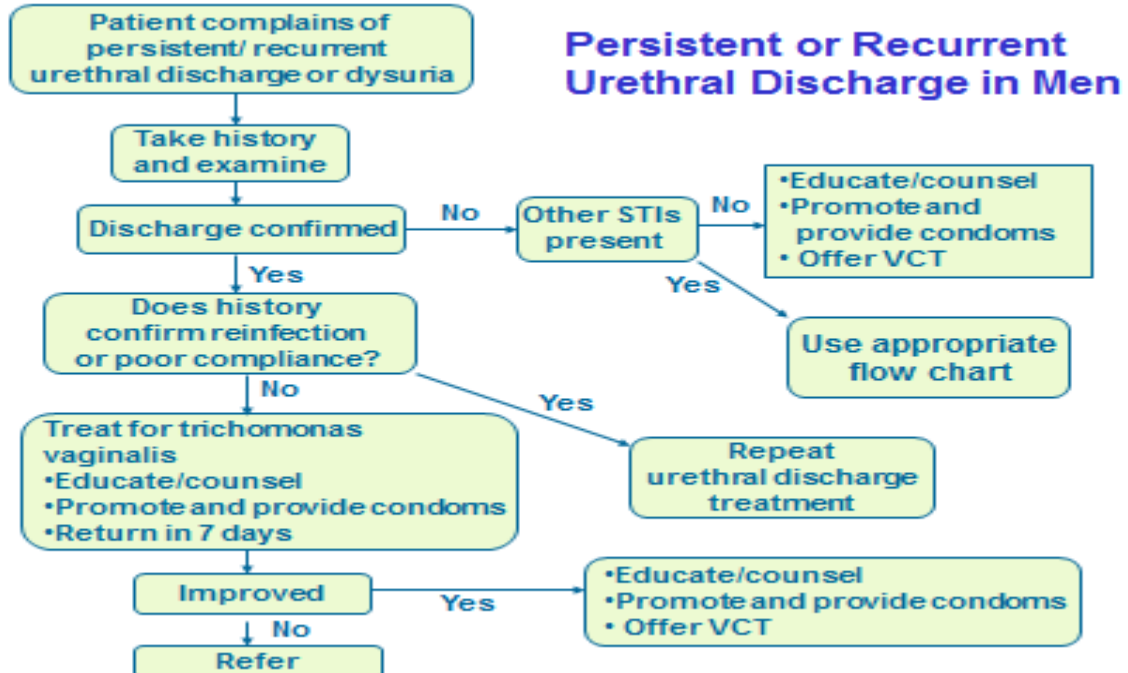 Persistent or Recurrent
Urethral Discharge in Men
Patient complains of
persistent/ recurrent
urethral discharge or dysuria
Take history
and examine
Discharge confirmed
No
Other STIs
present
No
•Educate/counsel
•Promote and
provide condoms
• Offer VCT
Yes
Use appropriate
flow chart
Yes
Does history
confirm reinfection
or poor compliance?
Yes
Repeat
urethral discharge
treatment
No
Treat for trichomonas
vaginalis
•Educate/counsel
•Promote and provide condoms
•Return in 7 days
Improved
Yes
•Educate/counsel
•Promote and provide condoms
• Offer VCT
No
Refer